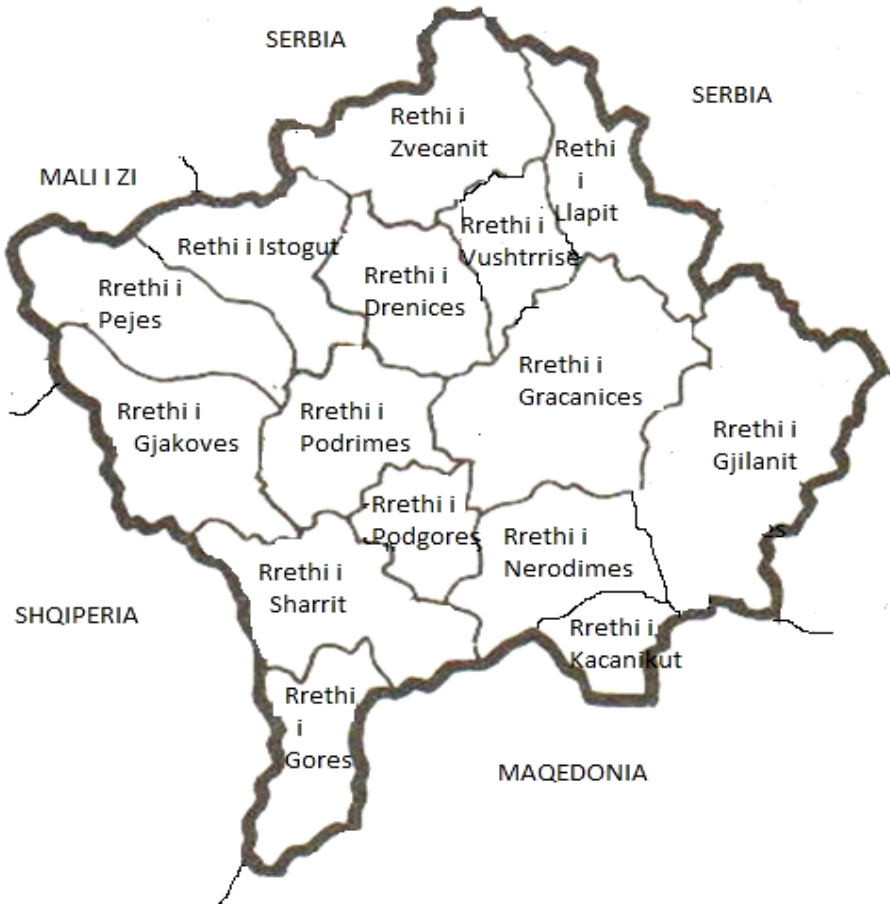 SERBIA
SERBIA
MALI I ZI
Rethi i
Zvecanit
Rethi
i
Llapit
Rethi i Istogut
Rrethi i
Vushtrrise
Rrethi i
Drenices
Rrethi i
Pejes
Rrethi i
Gracanices
Rrethi i
Gjakoves
Rrethi i
Podrimes
Rrethi i
Gjilanit
Rrethi i
Podgores
Rrethi i
Nerodimes
Rrethi i
Sharrit
SHQIPERIA
Rrethi i
Kacanikut
Rrethi
i
Gores
MAQEDONIA